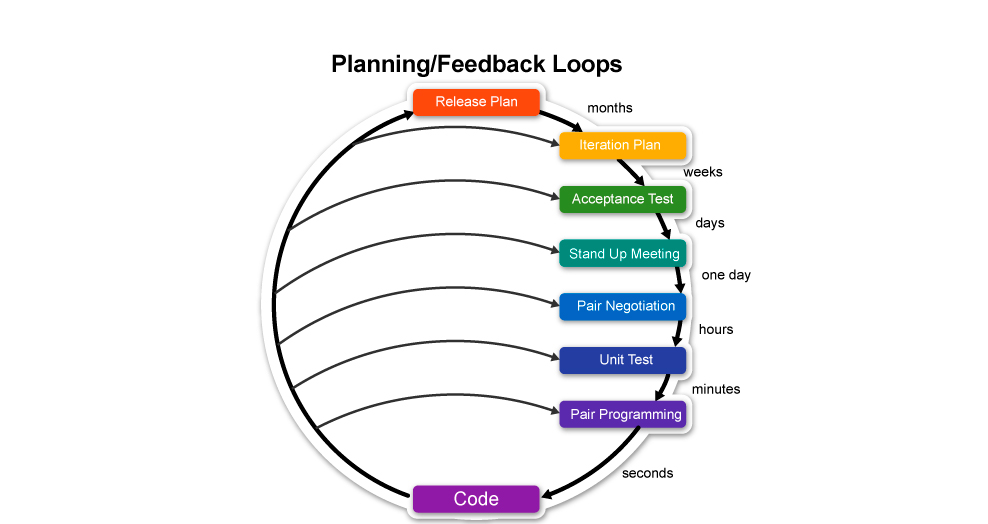 Planning/Feedback Loops
Release Plan
months
Iteration Plan
weeks
Acceptance Test
days
Stand Up Meeting
one day
Pair Negotiation
hours
Unit Test
minutes
Pair Programming
seconds
Code